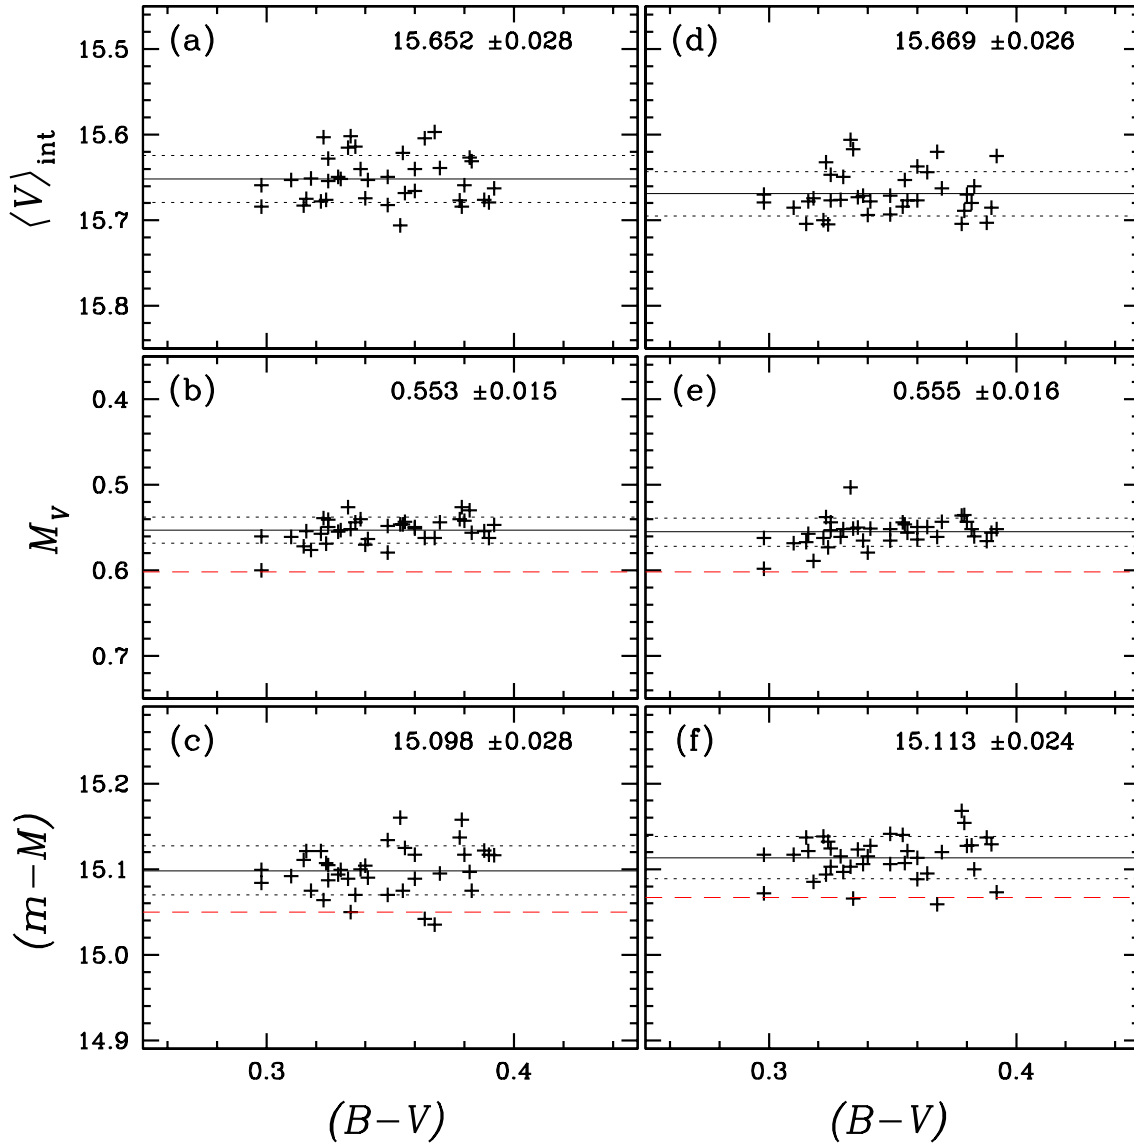 (a) 15.652 ±0.028
(d) 15.669 ±0.026
15.5
15.6
15.7
15.8
⟨V⟩int
(b) 0.553 ±0.015
(e) 0.555 ±0.016
0.4
0.5
0.6
0.7
MV
(c) 15.098 ±0.028
(f) 15.113 ±0.024
15.2
15.1
15.0
14.9
(m−M)
0.3 0.4
0.3 0.4
(B−V)
(B−V)